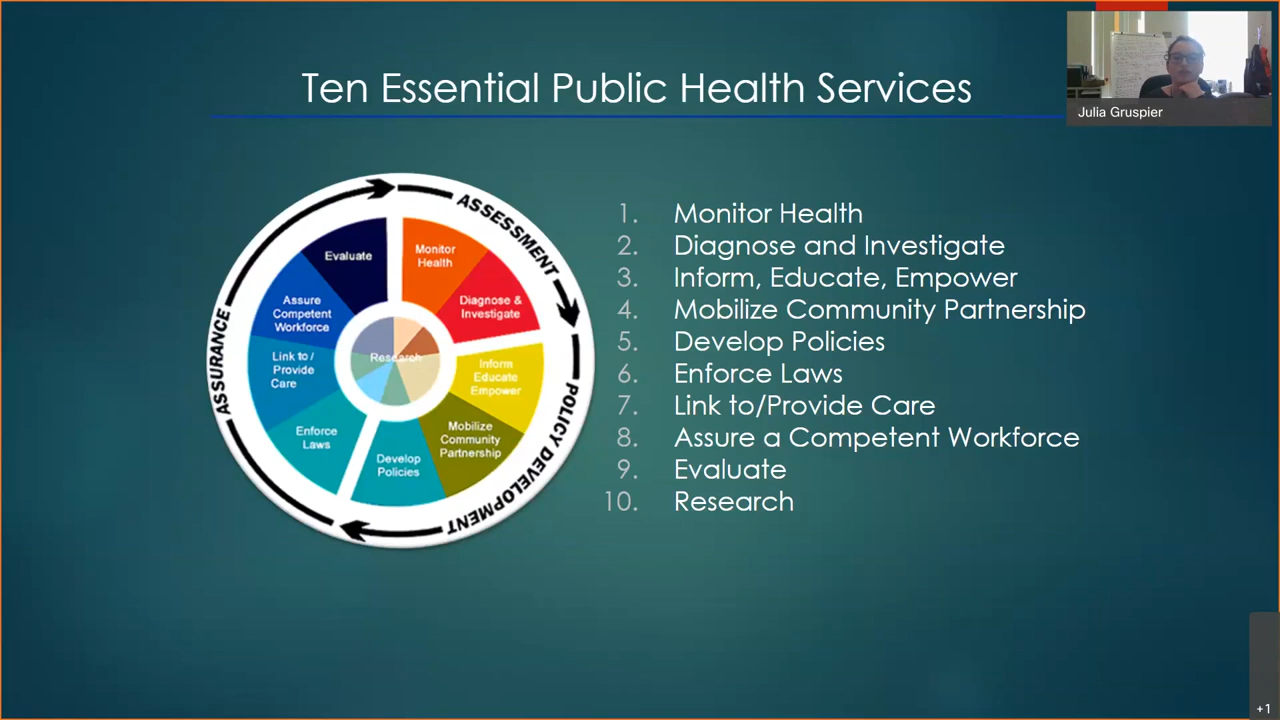 Ten Essential Public Health Services
Julia Gruspier
ASSESSMENT
POLICY DEVELOPMENT
ASSURANCE
Monitor
Health
Diagnose &
Investigate
Inform
Educate
Empower
Mobilize
Community
Partnership
Develop
Policies
Enforce
Laws
Link to /
Provide
Care
Assure
Competent
Workforce
Evaluate
Research
1. Monitor Health
2. Diagnose and Investigate
3. Inform, Educate, Empower
4. Mobilize Community Partnership
5. Develop Policies
6. Enforce Laws
7. Link to/Provide Care
8. Assure a Competent Workforce
9. Evaluate
10. Research
+1